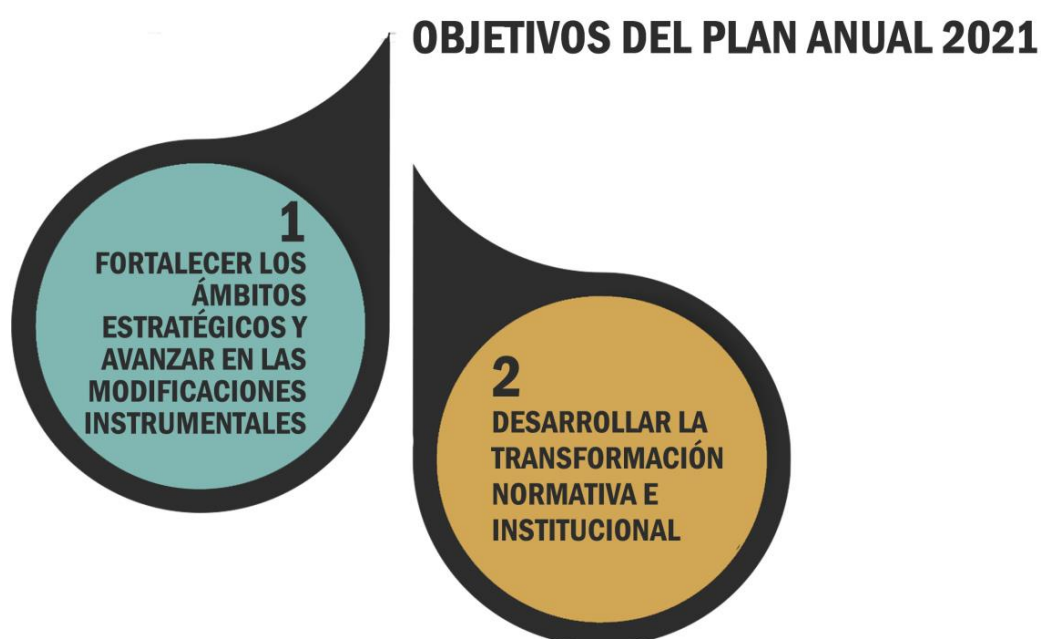 OBJETIVOS DEL PLAN ANUAL 2021
1
FORTALECER LOS
ÁMBITOS
ESTRATÉGICOS Y
AVANZAR EN LAS
MODIFICACIONES
INSTRUMENTALES
2
DESARROLLAR LA
TRANSFORMACIÓN
NORMATIVA E
INSTITUCIONAL